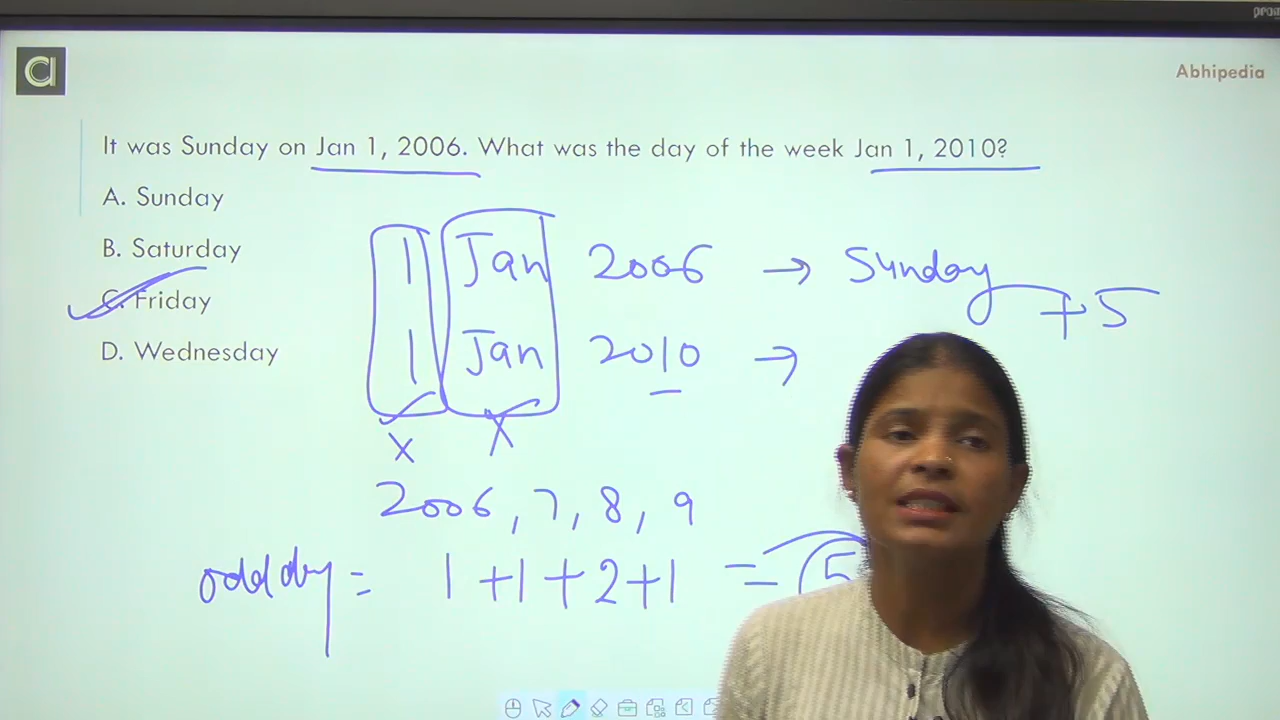 prom
Abhipedia
It was Sunday on Jan 1, 2006. What was the day of the week Jan 1, 2010?
A. Sunday
B. Saturday
C. Friday
D. Wednesday
1 Jan 2006 → Sunday + 5
1 Jan 2010 →
x x
2006, 7, 8, 9
odd day = 1 + 1 + 2 + 1 = 5